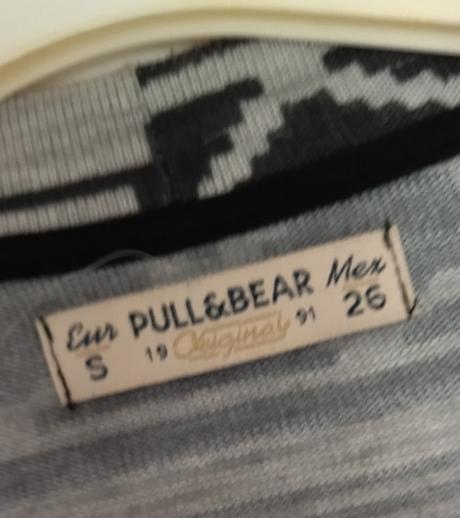 Eur PULL&BEAR Mex
S 19 Original 91 26